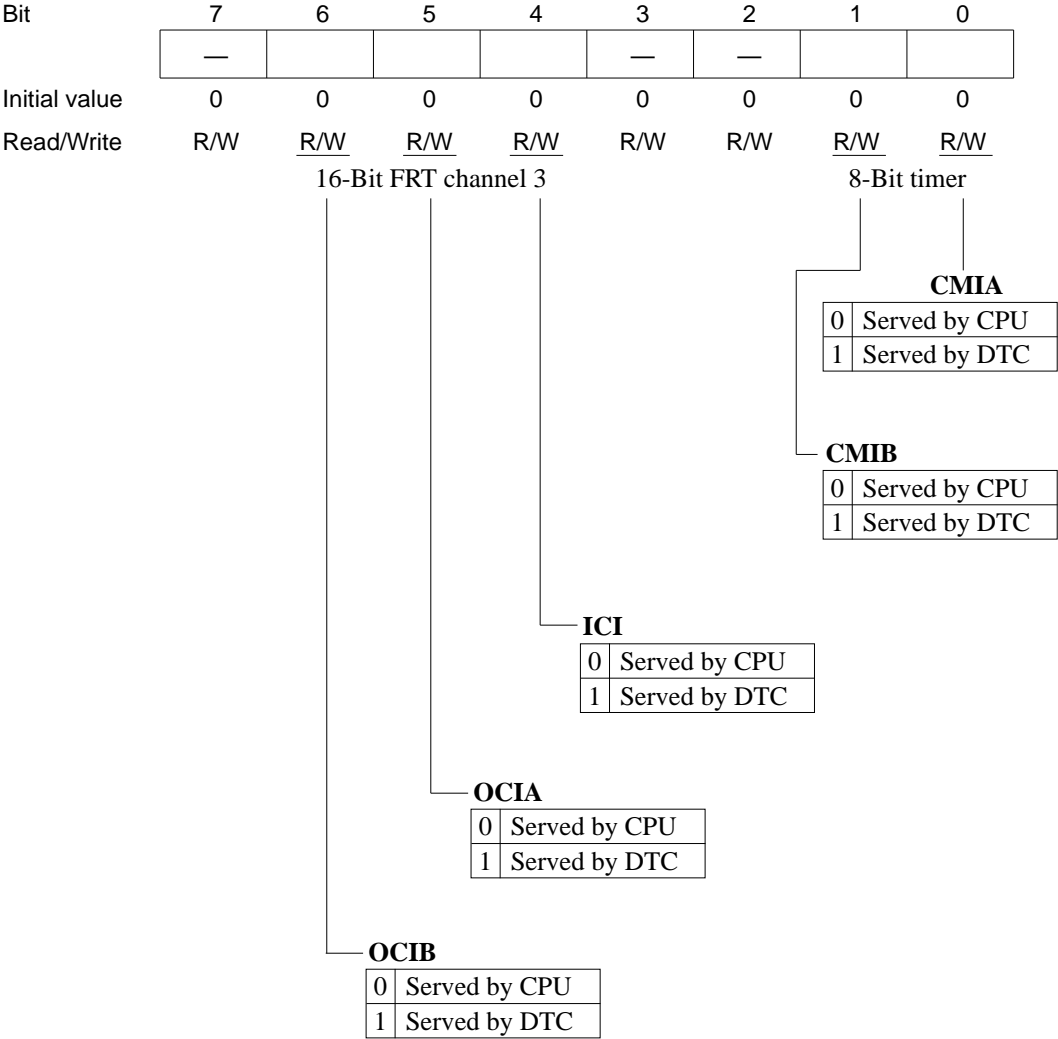 Bit 7 6 5 4 3 2 1 0
— — —
Initial value 0 0 0 0 0 0 0 0
Read/Write R/W R/W R/W R/W R/W R/W R/W R/W
16-Bit FRT channel 3 8-Bit timer
CMIA
0 Served by CPU
1 Served by DTC
CMIB
0 Served by CPU
1 Served by DTC
ICI
0 Served by CPU
1 Served by DTC
OCIA
0 Served by CPU
1 Served by DTC
OCIB
0 Served by CPU
1 Served by DTC